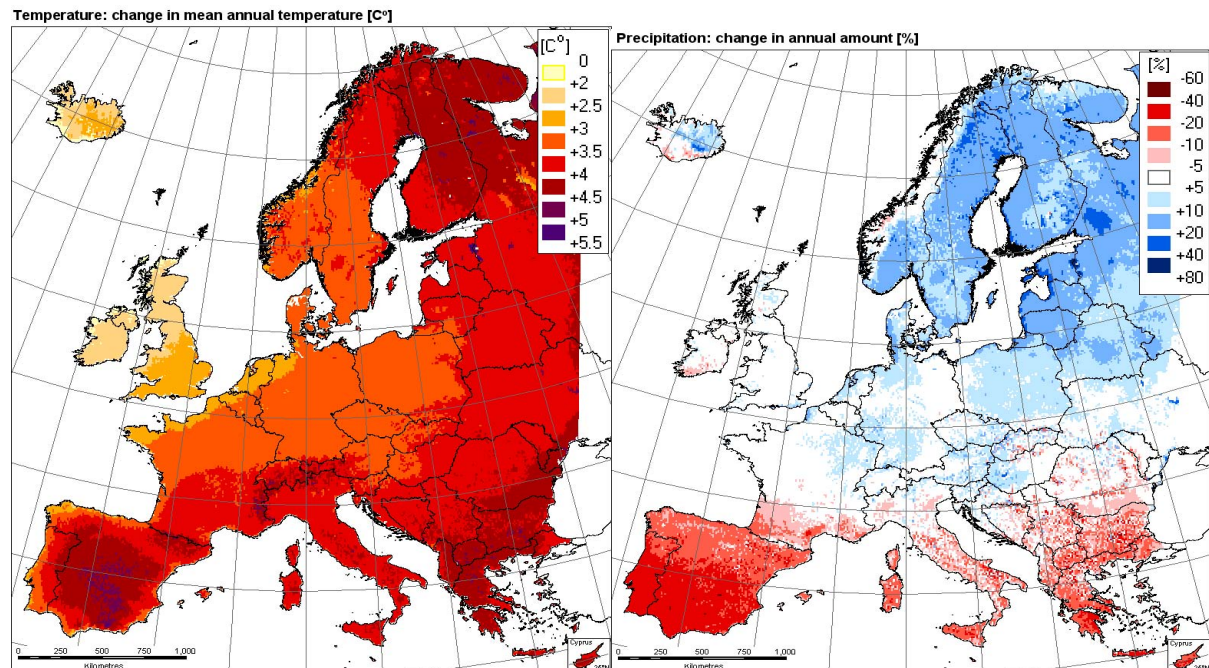 Temperature: change in mean annual temperature [Cº]
[C°]
0
+2
+2.5
+3
+3.5
+4
+4.5
+5
+5.5
Cyprus
0 250 500 750 1,000
Kilometres
Precipitation: change in annual amount [%]
[%]
-60
-40
-20
-10
-5
+5
+10
+20
+40
+80
Cyprus
0 250 500 750 1,000
Kilometres